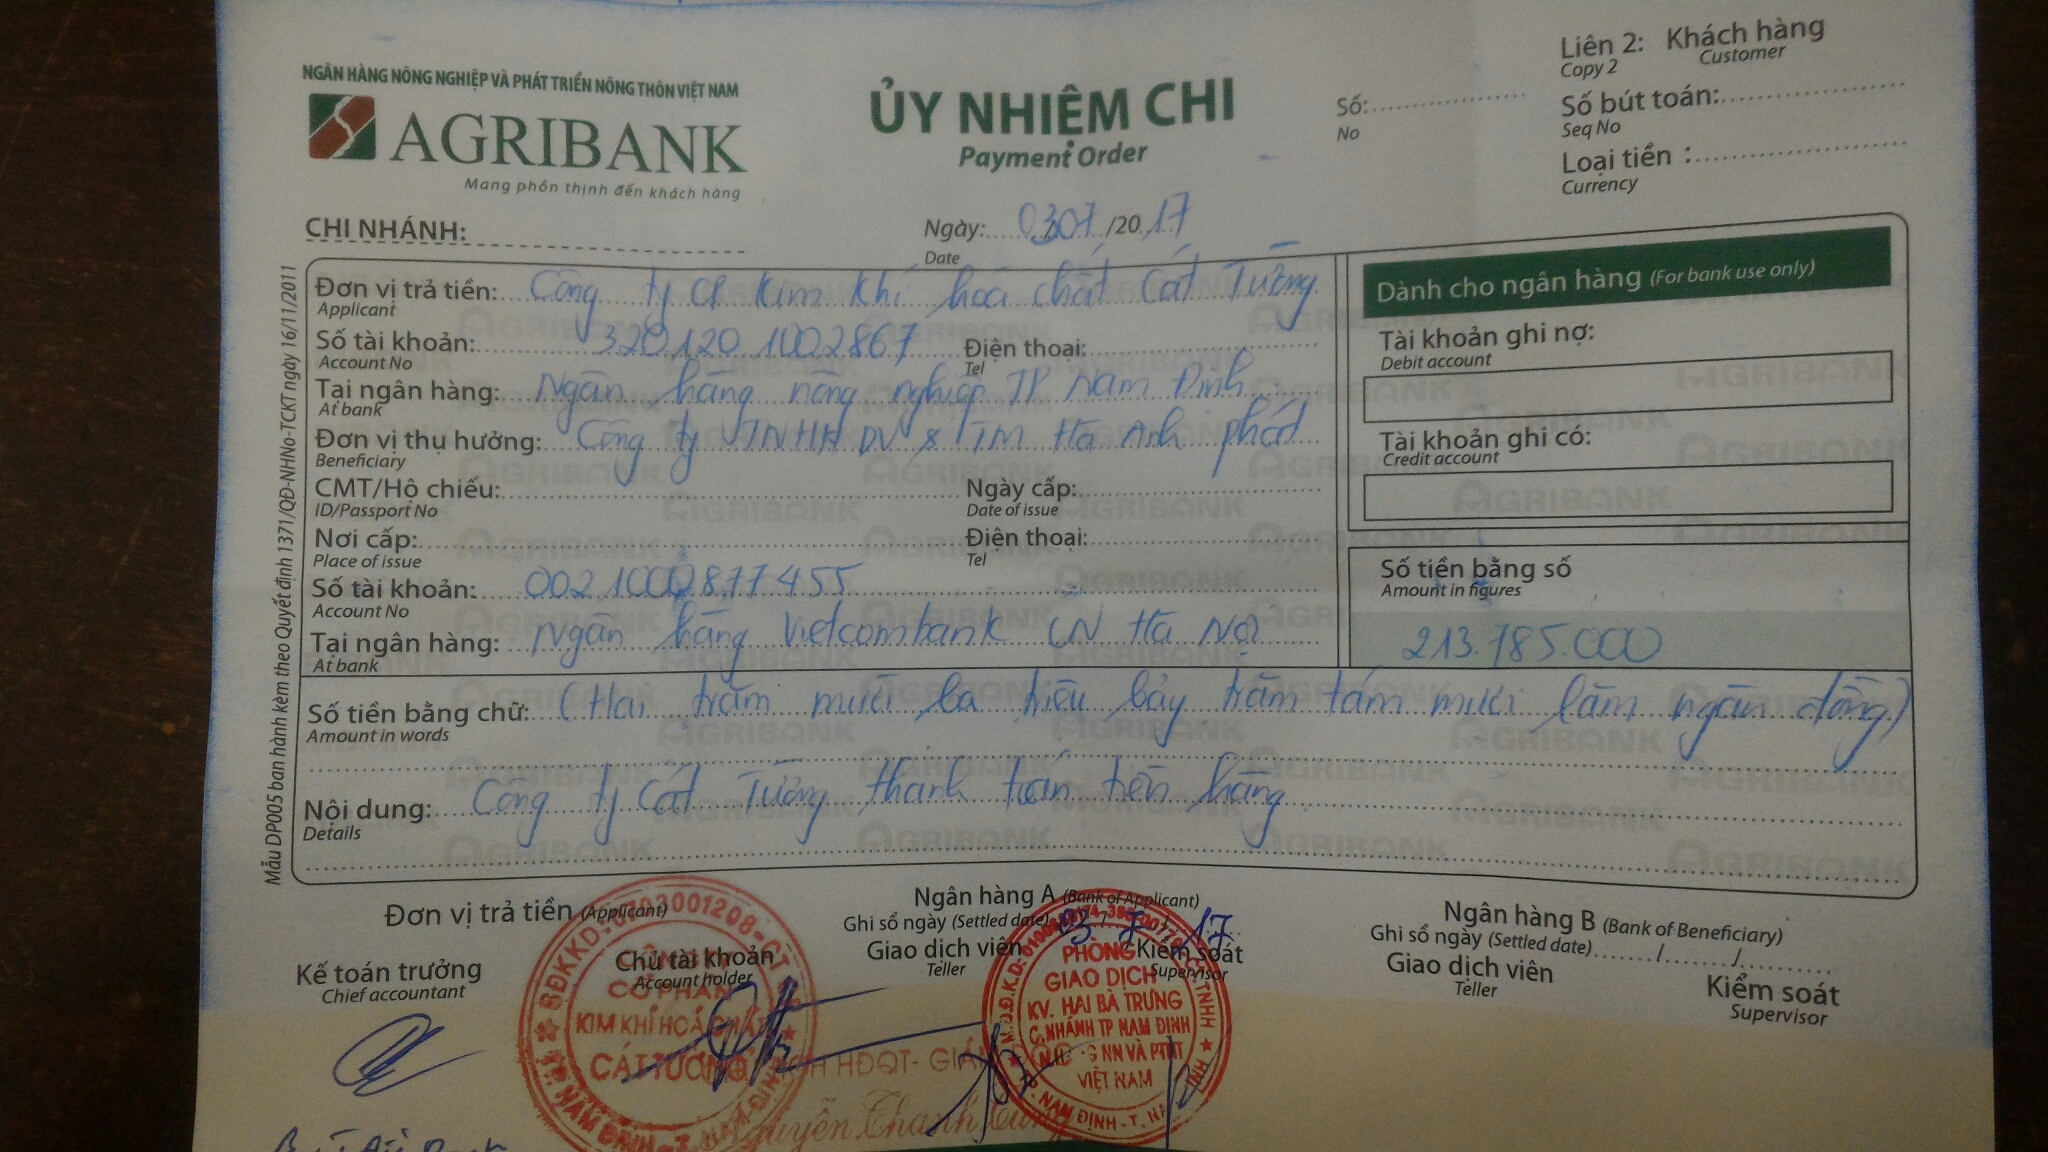 Liên 2: Khách hàng
Copy 2 Customer
NGÂN HÀNG NÔNG NGHIỆP VÀ PHÁT TRIỂN NÔNG THÔN VIỆT NAM
AGRIBANK
Mang phồn thịnh đến khách hàng
ỦY NHIỆM CHI
Payment Order
Số:
No
Số bút toán:
Seq No
Loại tiền :
Currency
CHI NHÁNH:
Ngày: 0307/2017
Date
Mẫu DP005 ban hành kèm theo Quyết định 1371/QĐ-NHNo-TCKT ngày 16/11/2011
Đơn vị trả tiền: Công ty CP Kim Khí hoá chất Cát Tường
Applicant
Số tài khoản: 320.120.1002867 Điện thoại:
Account No Tel
Tại ngân hàng: Ngân hàng nông nghiệp TP Nam Định
At bank
Đơn vị thụ hưởng: Công ty TNHH DV & TM Hà Anh phát
Beneficiary
CMT/Hộ chiếu: Ngày cấp:
ID/Passport No Date of issue
Nơi cấp: Điện thoại:
Place of issue Tel
Số tài khoản: 0021000877455
Account No
Tại ngân hàng: Ngân hàng Vietcombank CN Hà Nội
At bank
Dành cho ngân hàng (For bank use only)
Tài khoản ghi nợ:
Debit account
Tài khoản ghi có:
Credit account
Số tiền bằng số
Amount in figures
213.785.000
Số tiền bằng chữ: (Hai trăm mười ba triệu bảy trăm tám mươi lăm ngàn đồng)
Amount in words
Nội dung: Công ty Cát Tường thanh toán tiền hàng
Details
Đơn vị trả tiền (Applicant)
Kế toán trưởng
Chief accountant
Chủ tài khoản
Account holder
Ngân hàng A (Bank of Applicant)
Ghi sổ ngày (Settled date) 03/7/17
Giao dịch viên Kiểm soát
Teller Supervisor
Ngân hàng B (Bank of Beneficiary)
Ghi sổ ngày (Settled date)....../....../......
Giao dịch viên Kiểm soát
Teller Supervisor
SĐKKD:0703001208-CT
CÔNG TY
CỔ PHẦN
KIM KHÍ HOÁ CHẤT
CÁT TƯỜNG
TP. NAM ĐỊNH - T. NAM ĐỊNH
HĐQT- GIÁM ĐỐC
Nguyễn Thanh
PHÒNG
GIAO DỊCH
KV. HAI BÀ TRƯNG
C.NHÁNH TP NAM ĐỊNH
NN VÀ PTNT
VIỆT NAM
NAM ĐỊNH - T.